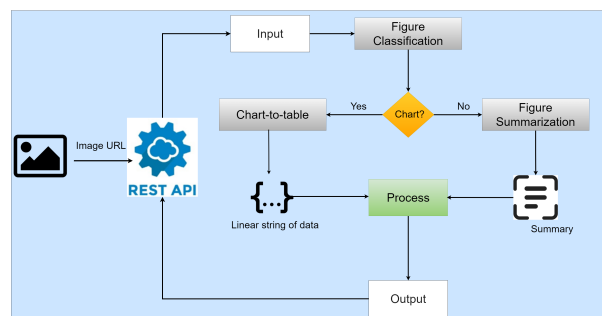 Input
Figure
Classification
Chart?
Yes
No
Chart-to-table
Figure
Summarization
Image URL
REST API
{...}
Linear string of data
Process
Summary
Output